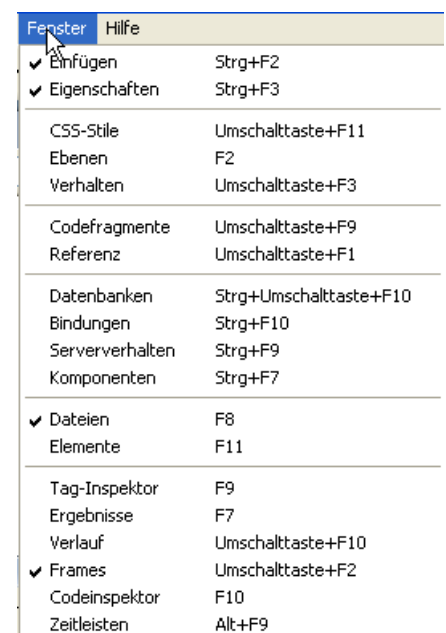 Fenster Hilfe
Einfügen Strg+F2
Eigenschaften Strg+F3
CSS-Stile Umschalttaste+F11
Ebenen F2
Verhalten Umschalttaste+F3
Codefragmente Umschalttaste+F9
Referenz Umschalttaste+F1
Datenbanken Strg+Umschalttaste+F10
Bindungen Strg+F10
Serververhalten Strg+F9
Komponenten Strg+F7
Dateien F8
Elemente F11
Tag-Inspektor F9
Ergebnisse F7
Verlauf Umschalttaste+F10
Frames Umschalttaste+F2
Codeinspektor F10
Zeitleisten Alt+F9